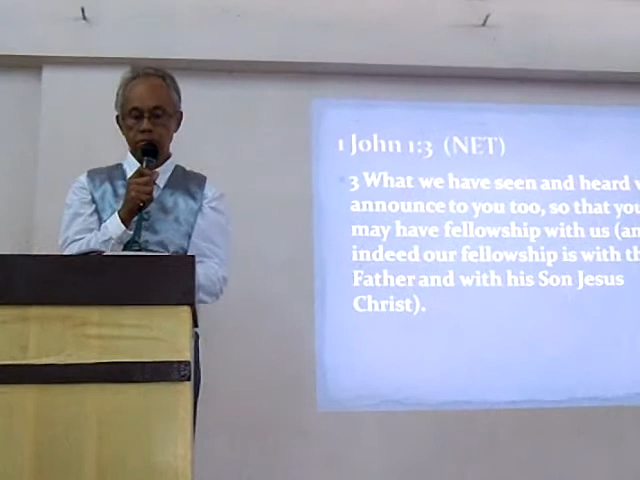 1 John 1:3 (NET)
3 What we have seen and heard
announce to you too, so that you
may have fellowship with us
indeed our fellowship is with
Father and with his Son Jesus
Christ).